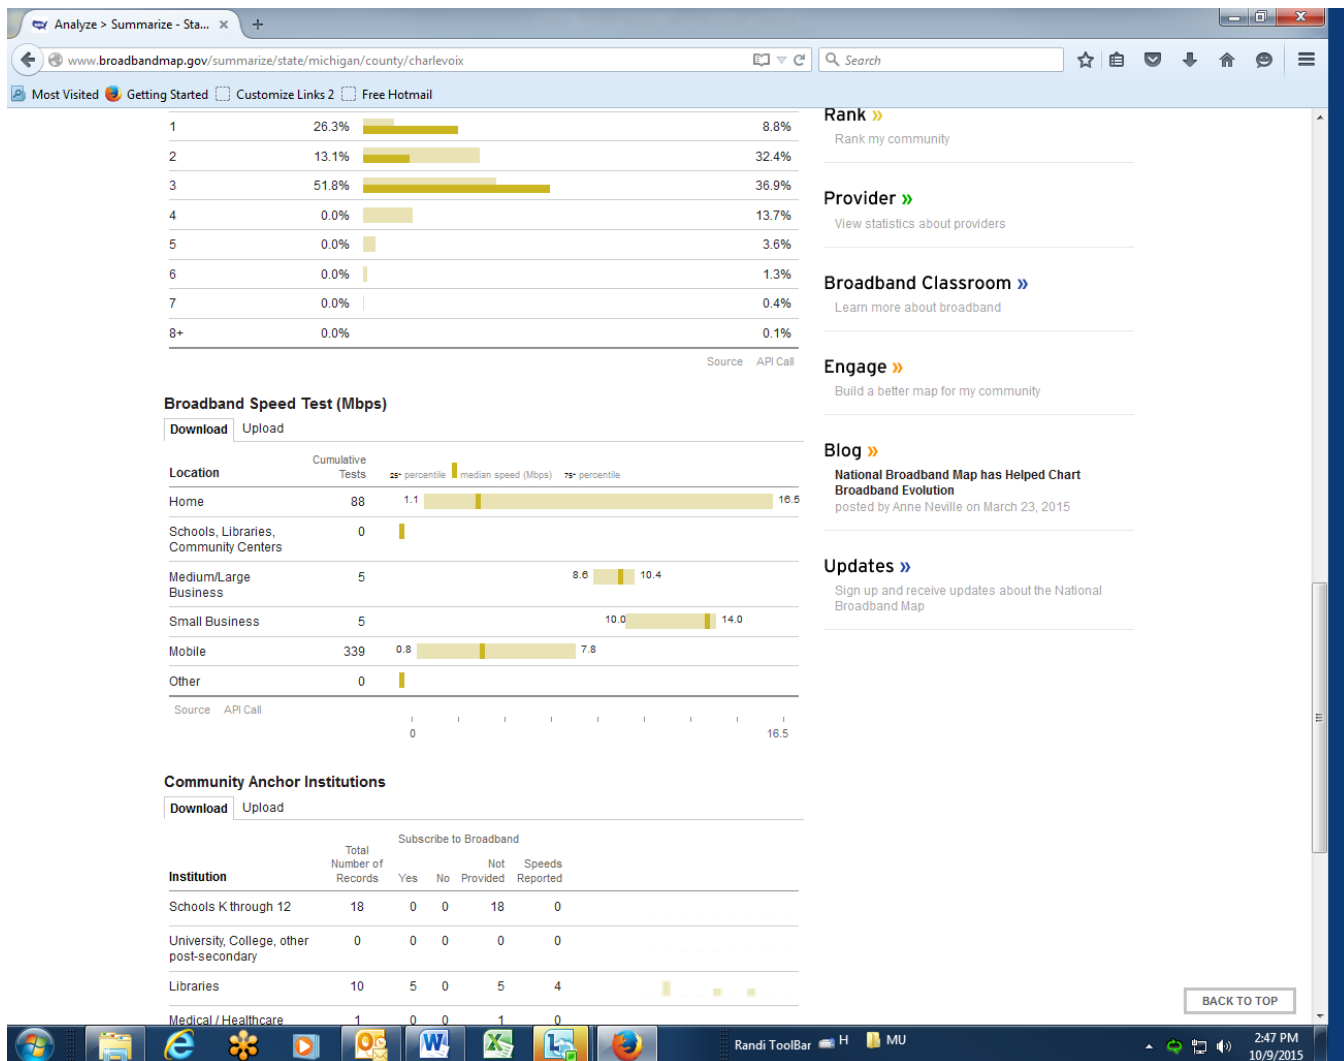 Analyze > Summarize - Sta...
www.broadbandmap.gov/summarize/state/michigan/county/charlevoix
Search
Most Visited Getting Started Customize Links 2 Free Hotmail
1 26.3% 8.8%
2 13.1% 32.4%
3 51.8% 36.9%
4 0.0% 13.7%
5 0.0% 3.6%
6 0.0% 1.3%
7 0.0% 0.4%
8+ 0.0% 0.1%
Source API Call
Broadband Speed Test (Mbps)
Download Upload
Location Cumulative Tests 25th percentile median speed (Mbps) 75th percentile
Home 88 1.1 16.5
Schools, Libraries, Community Centers 0
Medium/Large Business 5 8.6 10.4
Small Business 5 10.0 14.0
Mobile 339 0.8 7.8
Other 0
Source API Call
0 16.5
Community Anchor Institutions
Download Upload
Subscribe to Broadband
Institution Total Number of Records Yes No Not Provided Speeds Reported
Schools K through 12 18 0 0 18 0
University, College, other post-secondary 0 0 0 0 0
Libraries 10 5 0 5 4
Medical / Healthcare 1 0 0 1 0
Rank »
Rank my community
Provider »
View statistics about providers
Broadband Classroom »
Learn more about broadband
Engage »
Build a better map for my community
Blog »
National Broadband Map has Helped Chart
Broadband Evolution
posted by Anne Neville on March 23, 2015
Updates »
Sign up and receive updates about the National
Broadband Map
BACK TO TOP
Randi ToolBar H MU
2:47 PM
10/9/2015